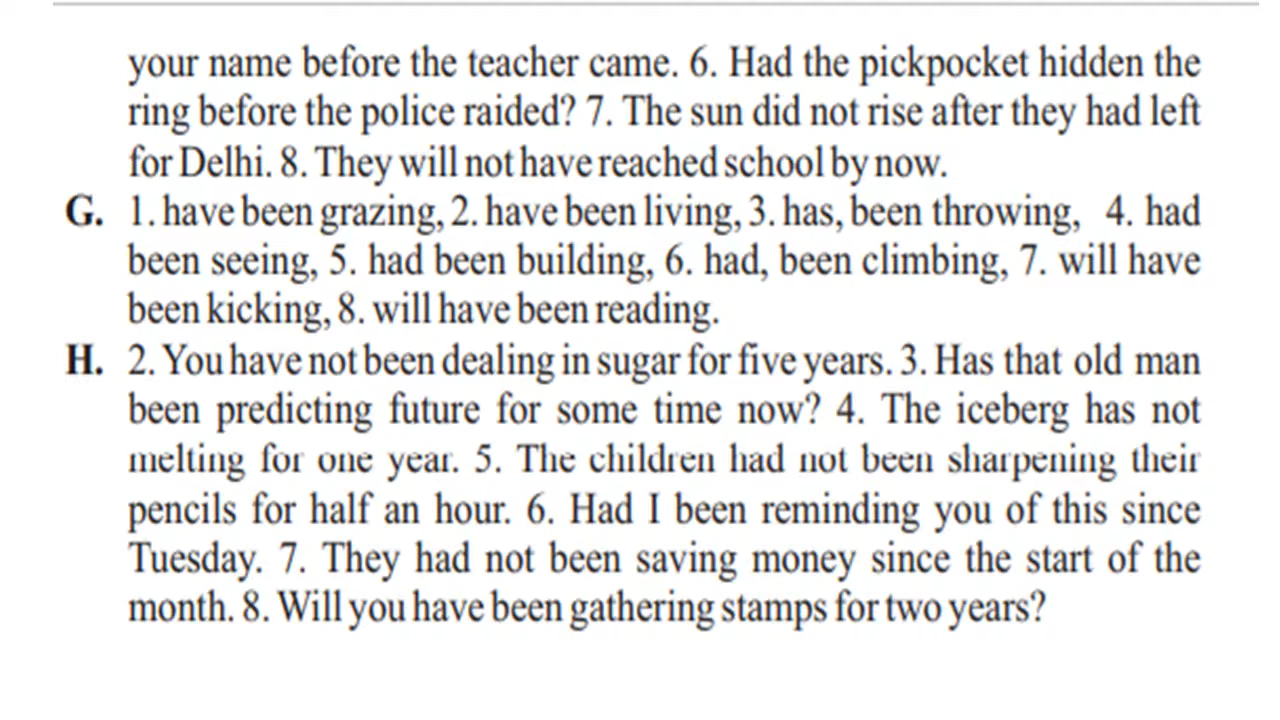 your name before the teacher came. 6. Had the pickpocket hidden the
ring before the police raided? 7. The sun did not rise after they had left
for Delhi. 8. They will not have reached school by now.
G. 1. have been grazing, 2. have been living, 3. has, been throwing, 4. had
been seeing, 5. had been building, 6. had, been climbing, 7. will have
been kicking, 8. will have been reading.
H. 2. You have not been dealing in sugar for five years. 3. Has that old man
been predicting future for some time now? 4. The iceberg has not
melting for one year. 5. The children had not been sharpening their
pencils for half an hour. 6. Had I been reminding you of this since
Tuesday. 7. They had not been saving money since the start of the
month. 8. Will you have been gathering stamps for two years?